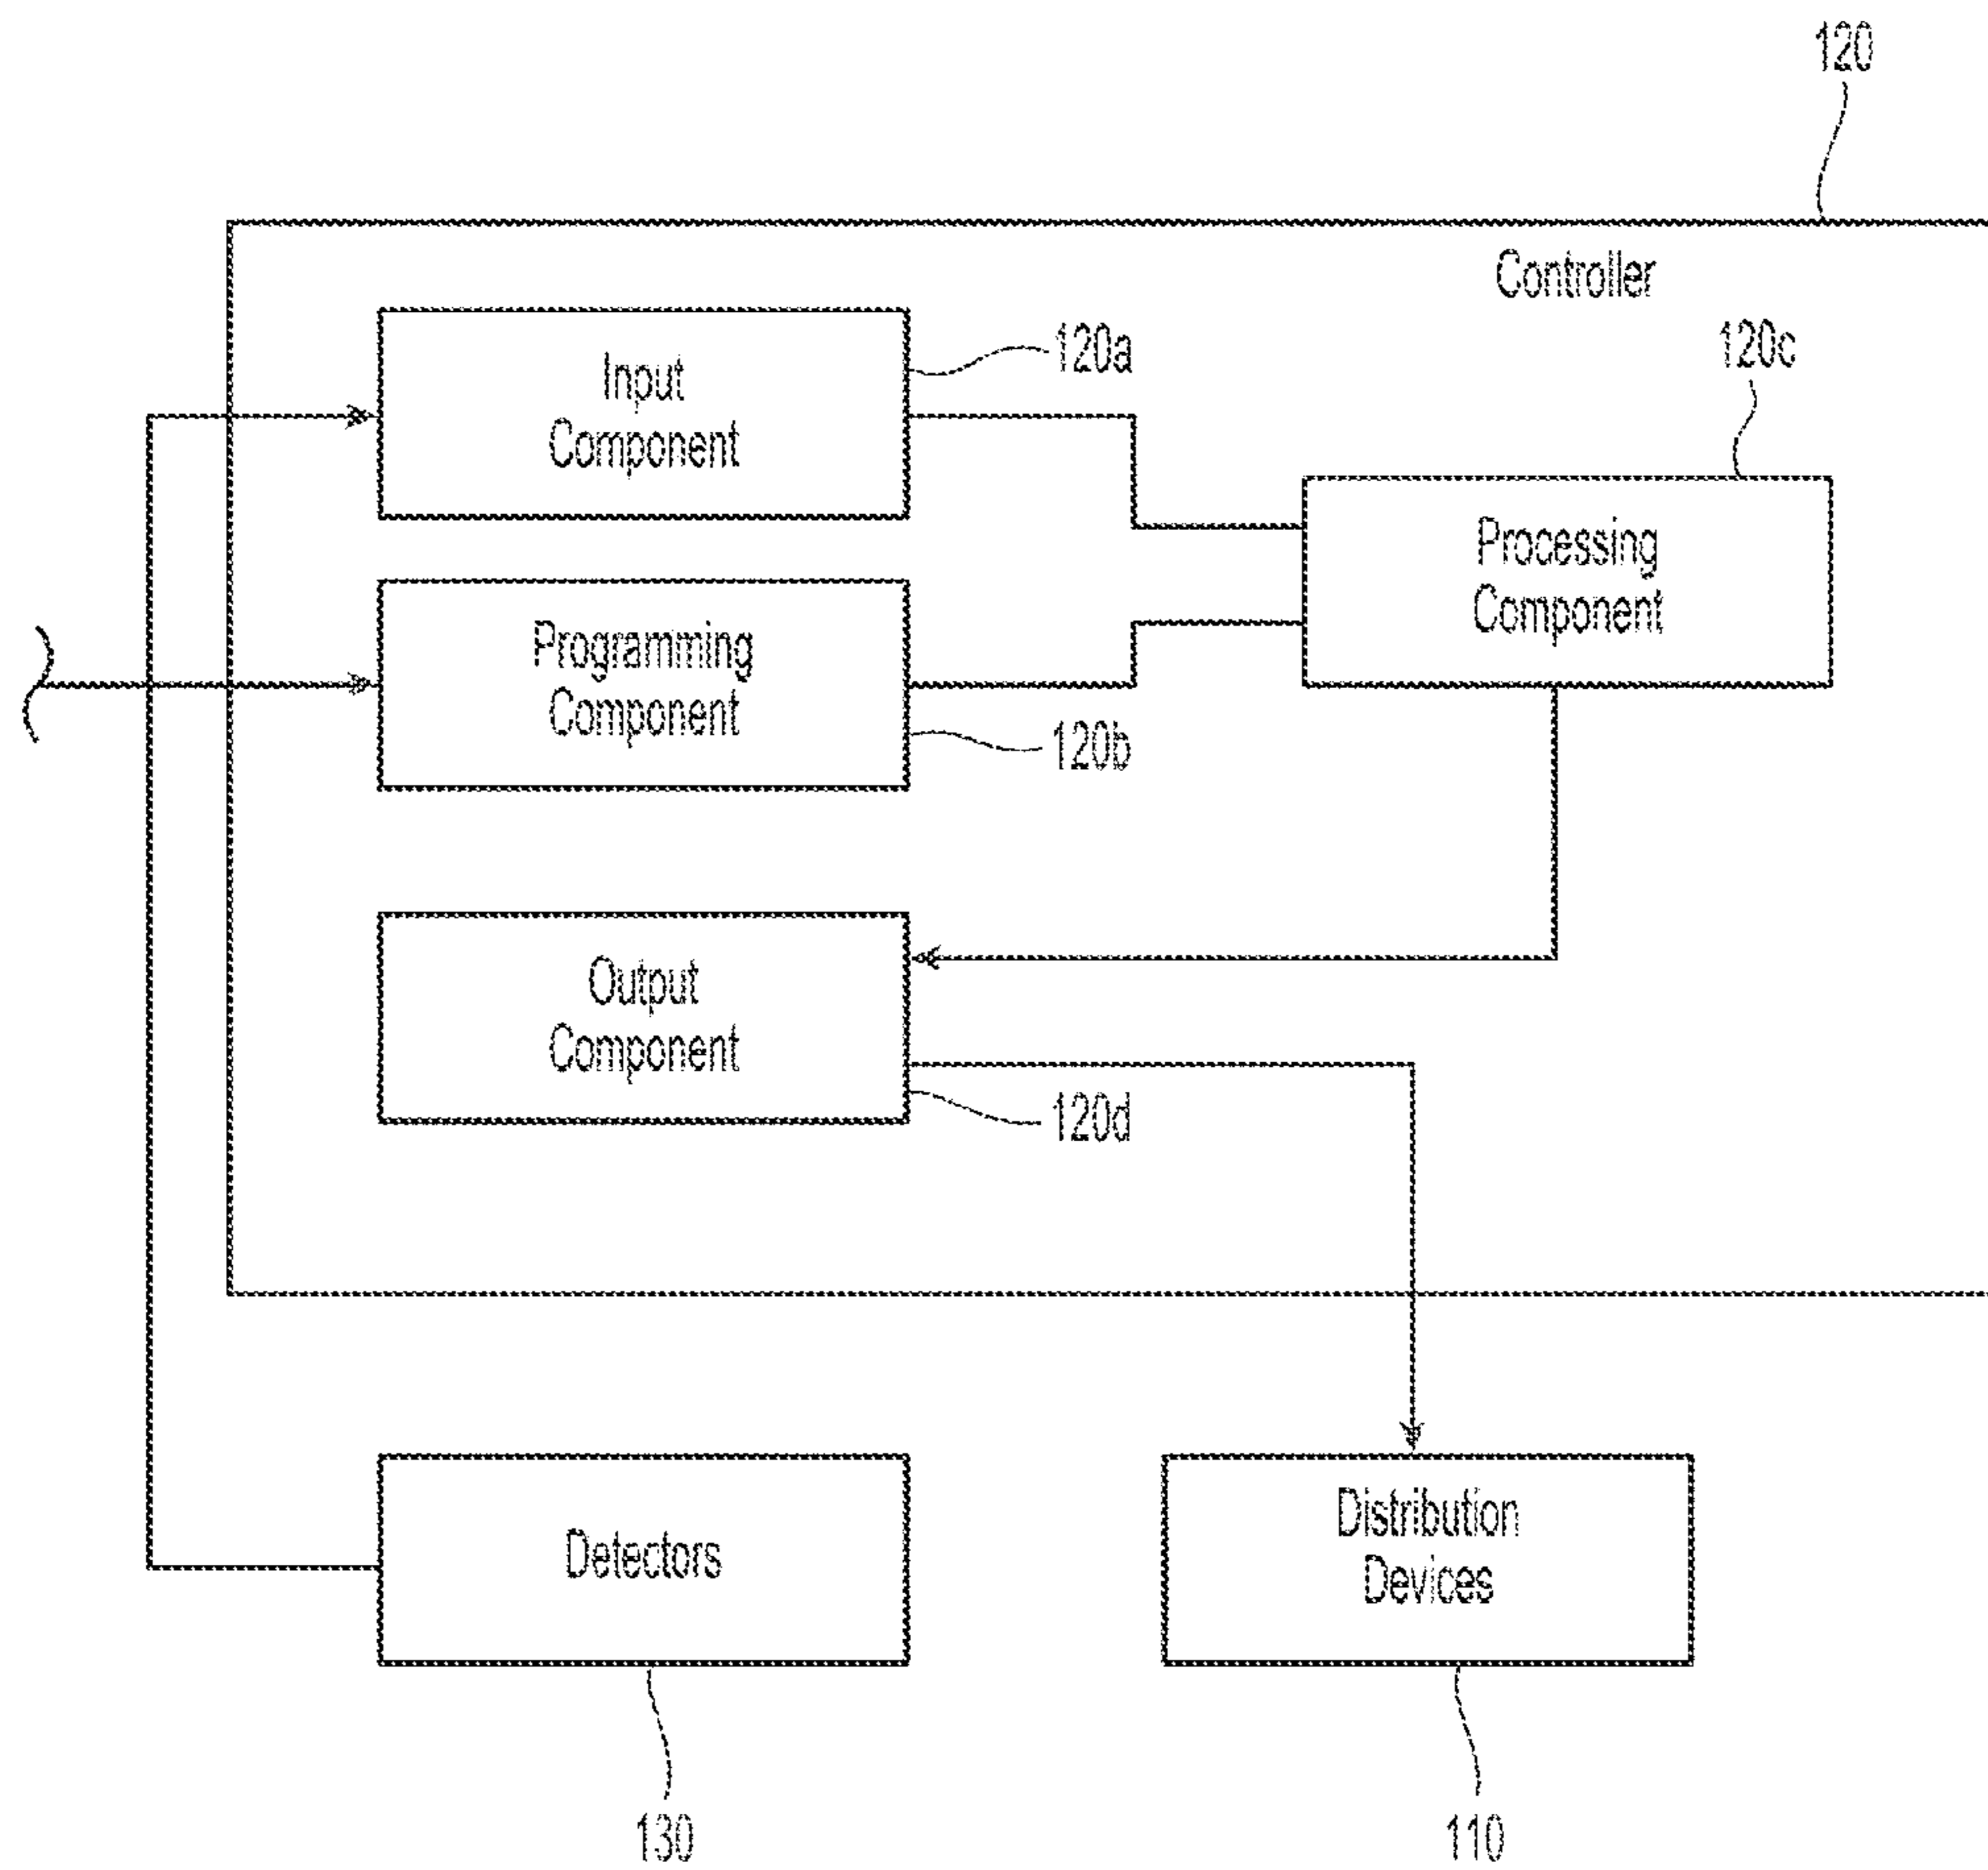 120
Controller
Input
Component
120a
120c
Processing
Component
Programming
Component
120b
Output
Component
120d
Detectors
Distribution
Devices
130
110